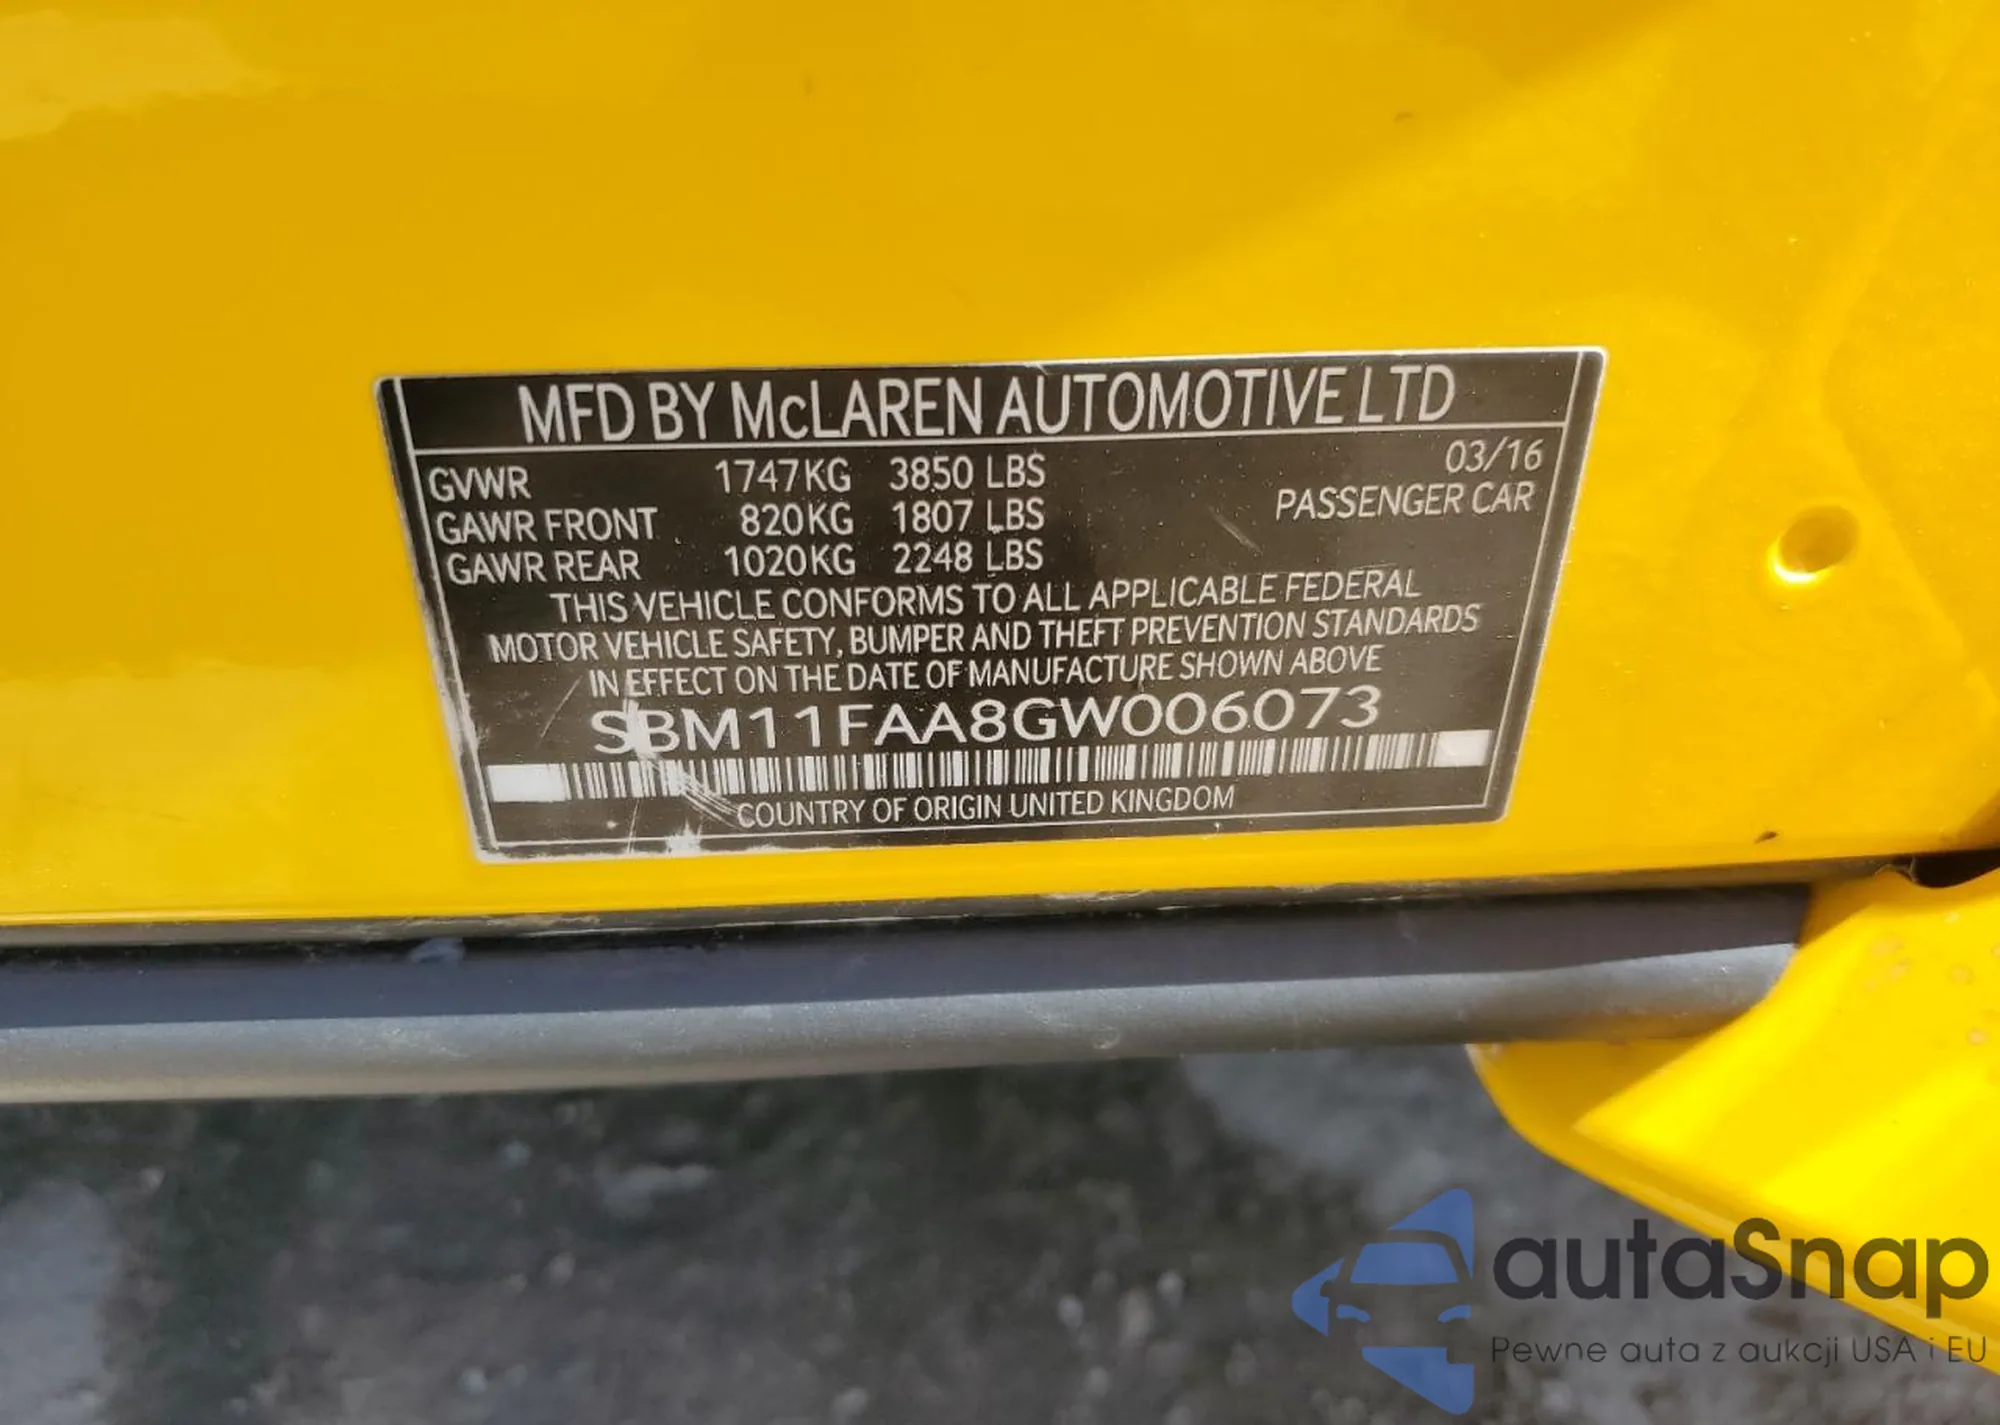 MFD BY McLAREN AUTOMOTIVE LTD
03/16
GVWR 1747KG 3850 LBS
PASSENGER CAR
GAWR FRONT 820KG 1807 LBS
GAWR REAR 1020KG 2248 LBS
THIS VEHICLE CONFORMS TO ALL APPLICABLE FEDERAL
MOTOR VEHICLE SAFETY, BUMPER AND THEFT PREVENTION STANDARDS
IN EFFECT ON THE DATE OF MANUFACTURE SHOWN ABOVE
SBM11FAA8GW006073
COUNTRY OF ORIGIN UNITED KINGDOM
autaSnap
Pewne auta z aukcji USA i EU